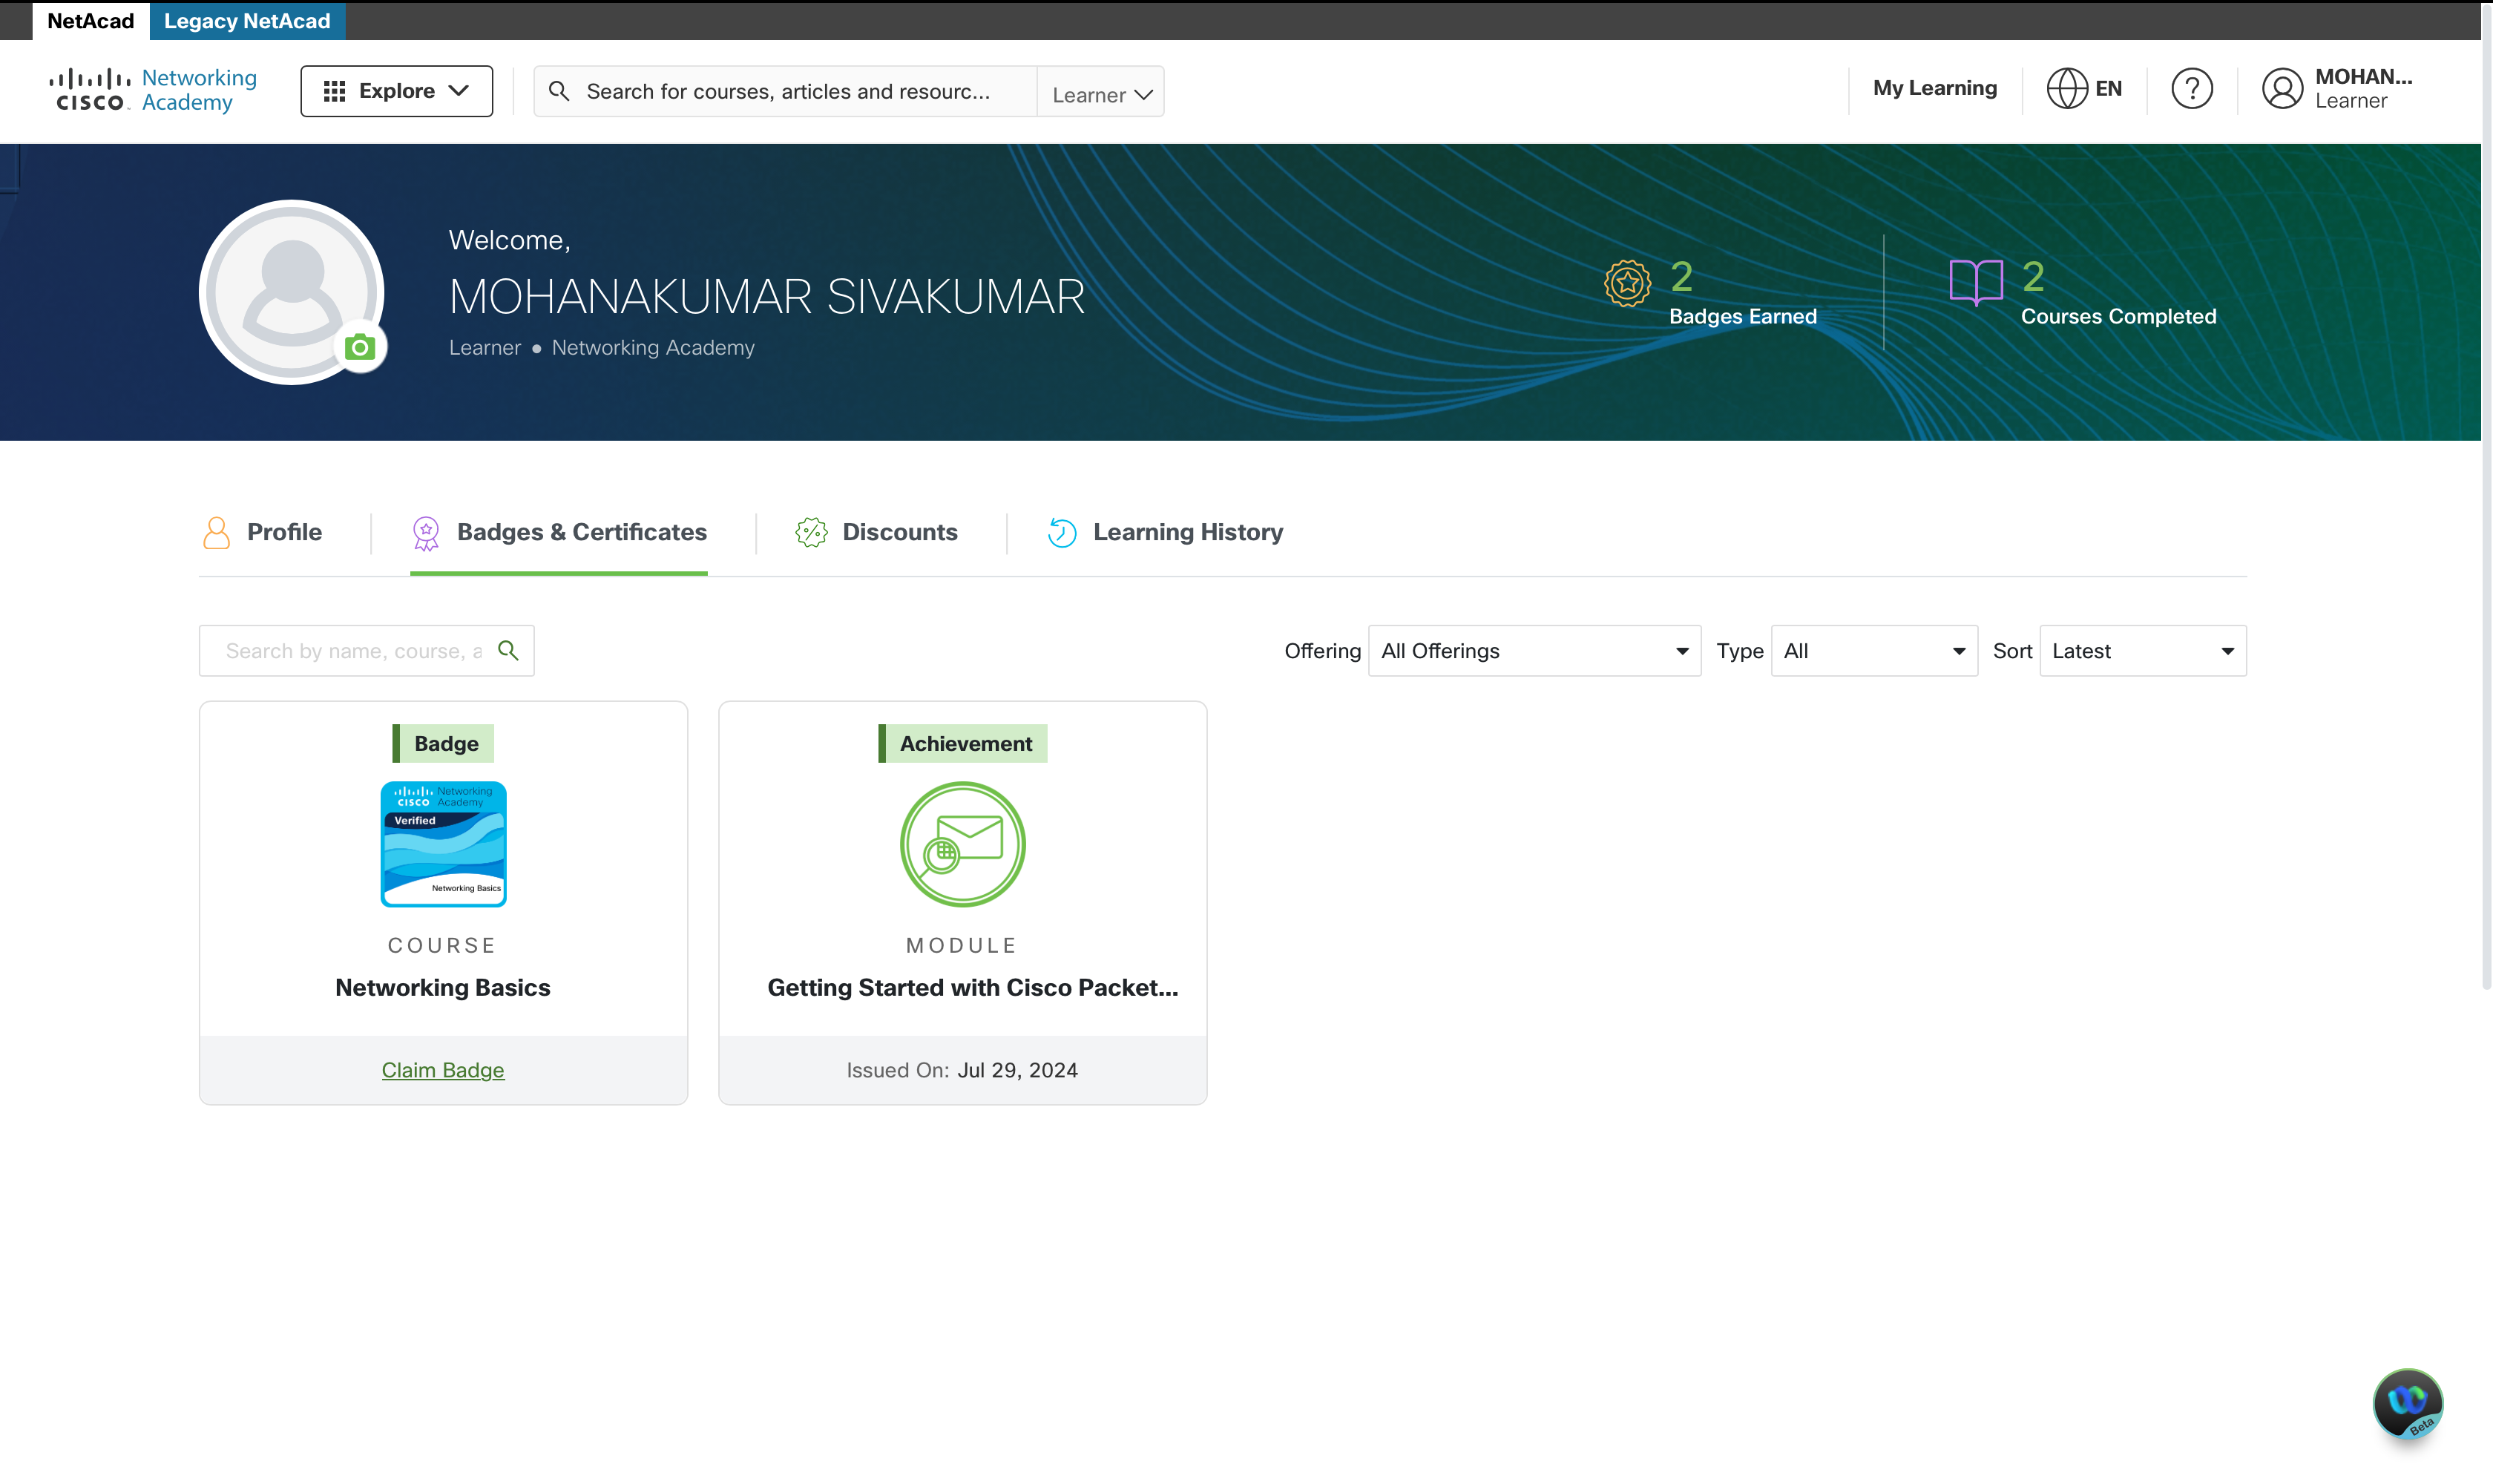 NetAcad
Legacy NetAcad
CISCO
Networking Academy
Explore
Search for courses, articles and resourc...
Learner
My Learning
EN
?
MOHAN...
Learner
Welcome,
MOHANAKUMAR SIVAKUMAR
Learner ● Networking Academy
2
Badges Earned
2
Courses Completed
Profile
Badges & Certificates
Discounts
Learning History
Search by name, course, a
Offering
All Offerings
Type
All
Sort
Latest
Badge
CISCO Networking Academy
Verified
Networking Basics
COURSE
Networking Basics
Claim Badge
Achievement
MODULE
Getting Started with Cisco Packet...
Issued On: Jul 29, 2024
Beta